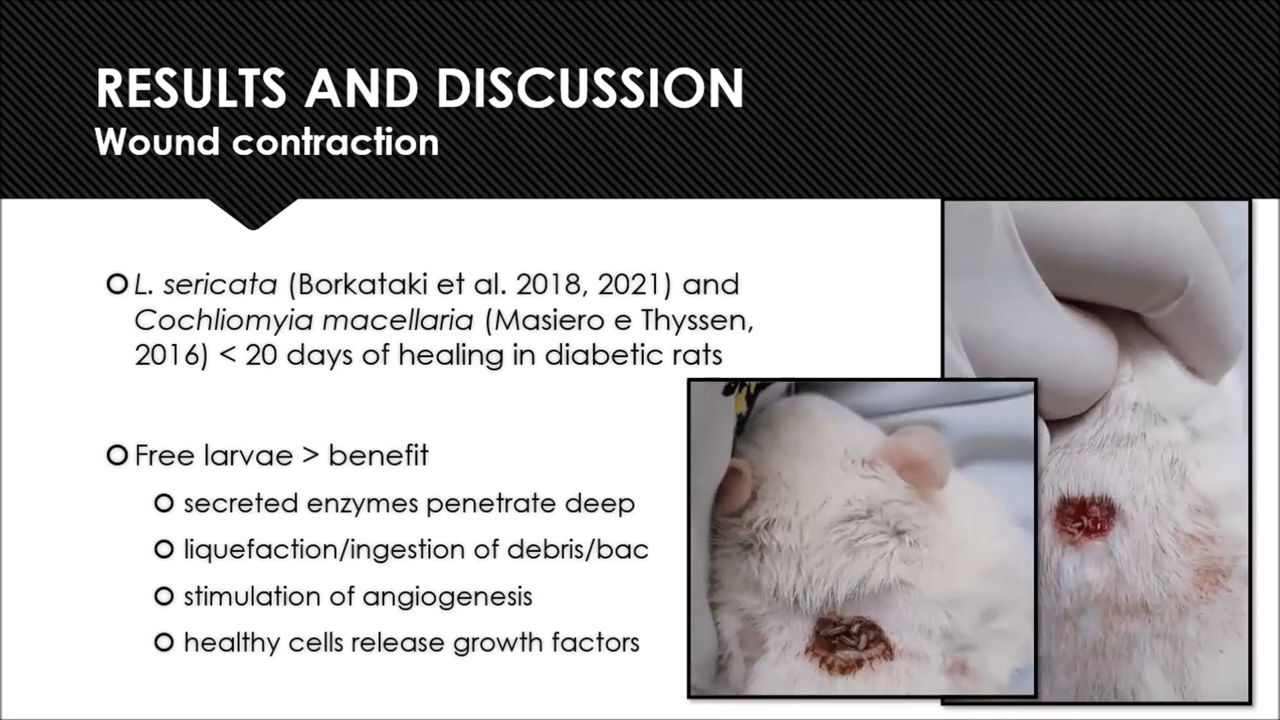 RESULTS AND DISCUSSION
Wound contraction
L. sericata (Borkataki et al. 2018, 2021) and
Cochliomyia macellaria (Masiero e Thyssen,
2016) < 20 days of healing in diabetic rats
Free larvae > benefit
secreted enzymes penetrate deep
liquefaction/ingestion of debris/bac
stimulation of angiogenesis
healthy cells release growth factors